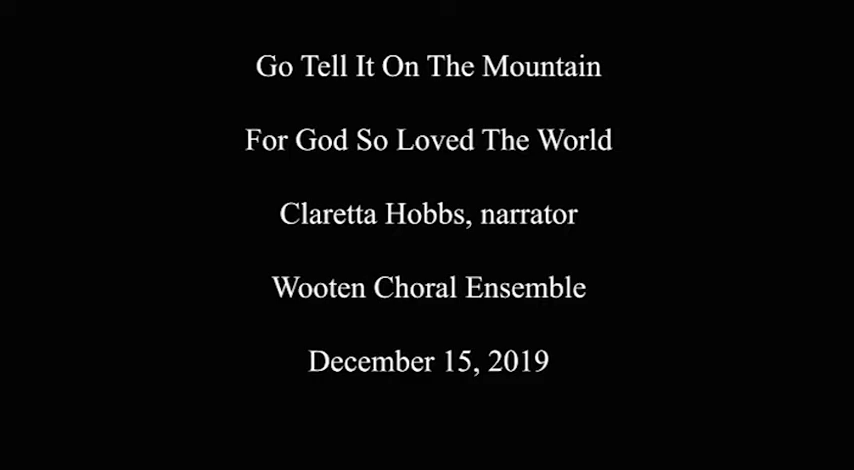 Go Tell It On The Mountain
For God So Loved The World
Claretta Hobbs, narrator
Wooten Choral Ensemble
December 15, 2019